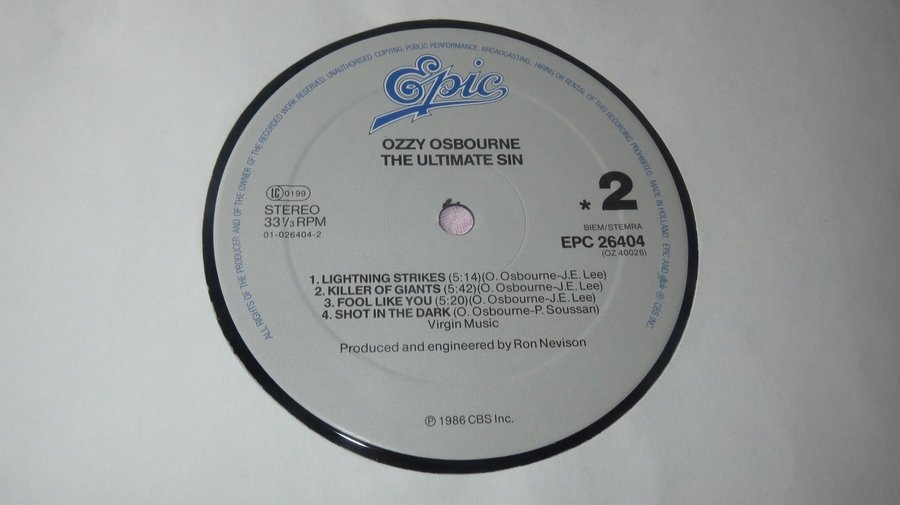 ALL RIGHTS OF THE PRODUCER AND OF THE OWNER OF THE RECORDED WORK RESERVED. UNAUTHORISED COPYING, PUBLIC PERFORMANCE, BROADCASTING, HIRING OR RENTAL OF THIS RECORDING PROHIBITED. MADE IN HOLLAND. EPIC AND ℗ CBS INC.
Epic
OZZY OSBOURNE
THE ULTIMATE SIN
LC 0199
STEREO
33⅓ RPM
01-026404-2
* 2
BIEM/STEMRA
EPC 26404
(OZ 40026)
1. LIGHTNING STRIKES (5:14)(O. Osbourne-J.E. Lee)
2. KILLER OF GIANTS (5:42)(O. Osbourne-J.E. Lee)
3. FOOL LIKE YOU (5:20)(O. Osbourne-J.E. Lee)
4. SHOT IN THE DARK (O. Osbourne-P. Soussan)
Virgin Music
Produced and engineered by Ron Nevison
℗ 1986 CBS Inc.